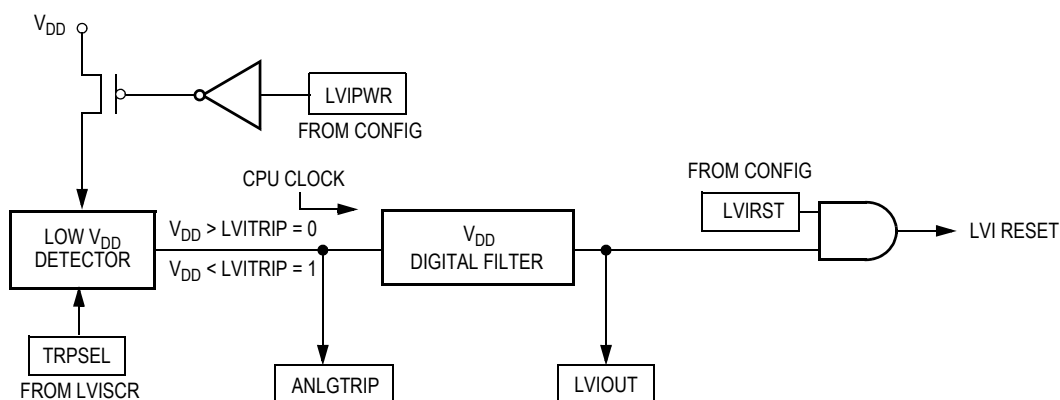 VDD
LVIPWR
FROM CONFIG
CPU CLOCK
FROM CONFIG
LVIRST
LOW VDD
DETECTOR
VDD > LVITRIP = 0
VDD < LVITRIP = 1
VDD
DIGITAL FILTER
LVI RESET
TRPSEL
FROM LVISCR
ANLGTRIP
LVIOUT